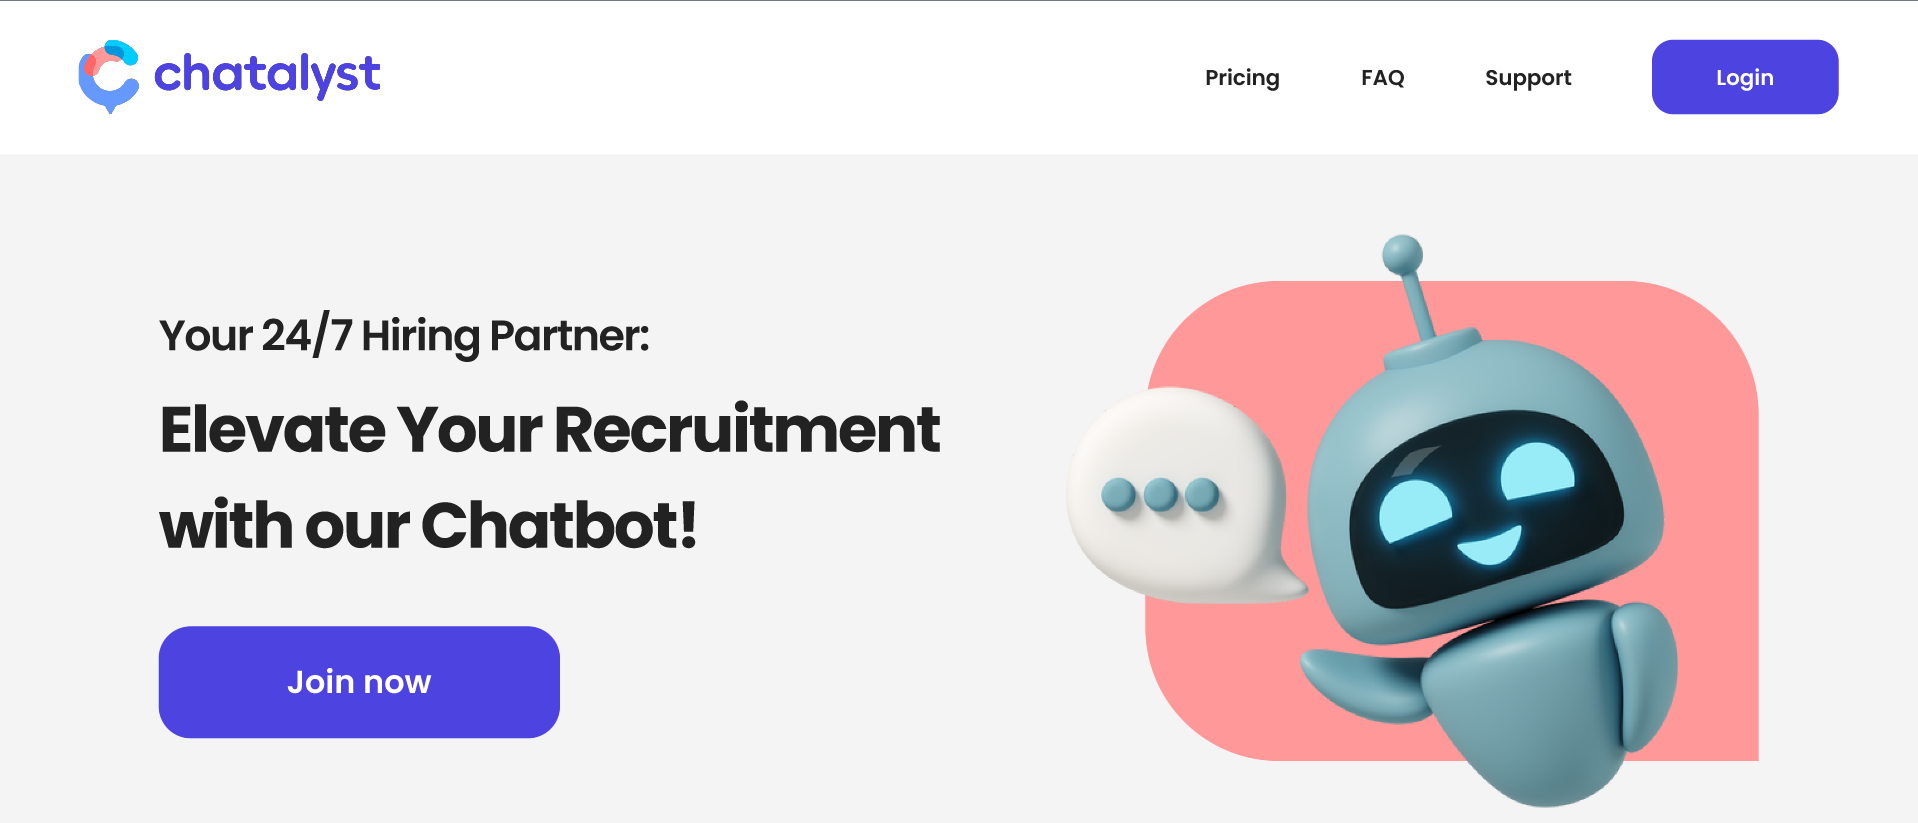 chatalyst
Pricing
FAQ
Support
Login
Your 24/7 Hiring Partner:
Elevate Your Recruitment
with our Chatbot!
Join now